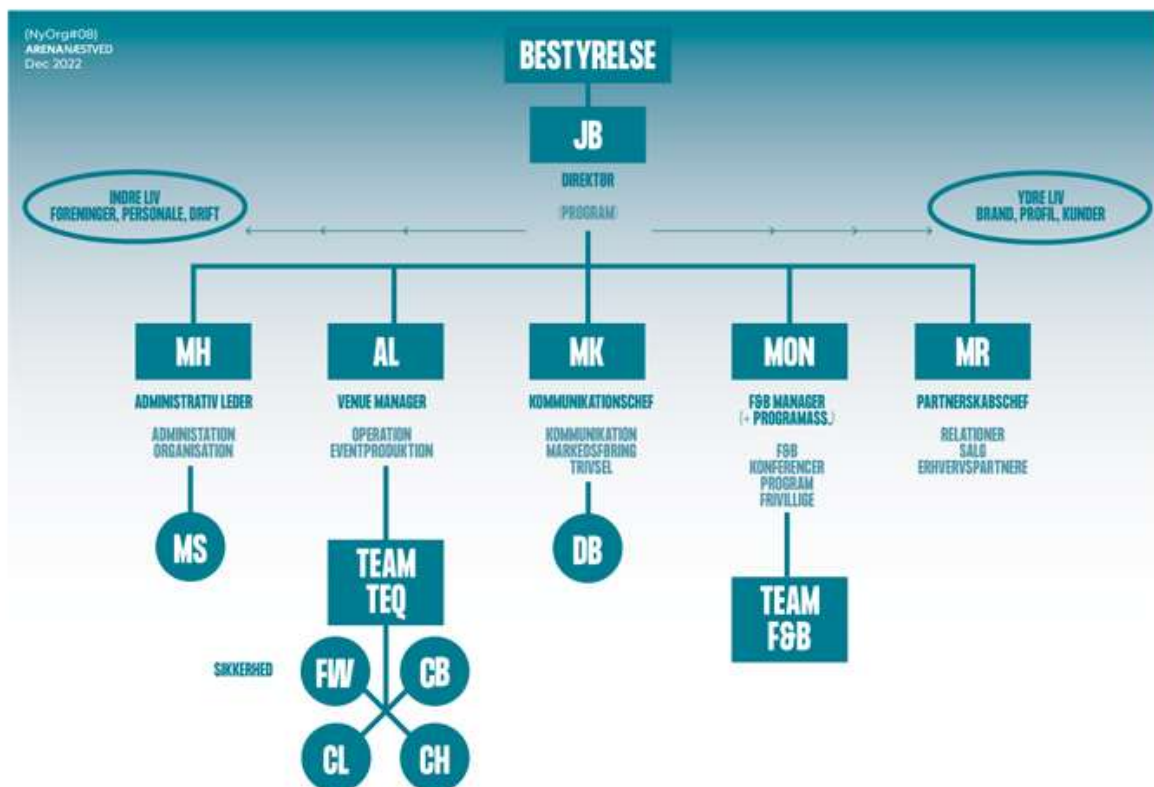 (NyOrg#08)
ARENANÆSTVED
Dec 2022
BESTYRELSE
JB
DIREKTØR
(PROGRAM)
INDRE LIV
FORENINGER, PERSONALE, DRIFT
YDRE LIV
BRAND, PROFIL, KUNDER
MH
ADMINISTRATIV LEDER
ADMINISTATION
ORGANISATION
MS
AL
VENUE MANAGER
OPERATION
EVENTPRODUKTION
TEAM
TEQ
SIKKERHED
FW
CB
CL
CH
MK
KOMMUNIKATIONSCHEF
KOMMUNIKATION
MARKEDSFØRING
TRIVSEL
DB
MON
F&B MANAGER
(+ PROGRAMASS.)
F&B
KONFERENCER
PROGRAM
FRIVILLIGE
TEAM
F&B
MR
PARTNERSKABSCHEF
RELATIONER
SALG
ERHVERVSPARTNERE